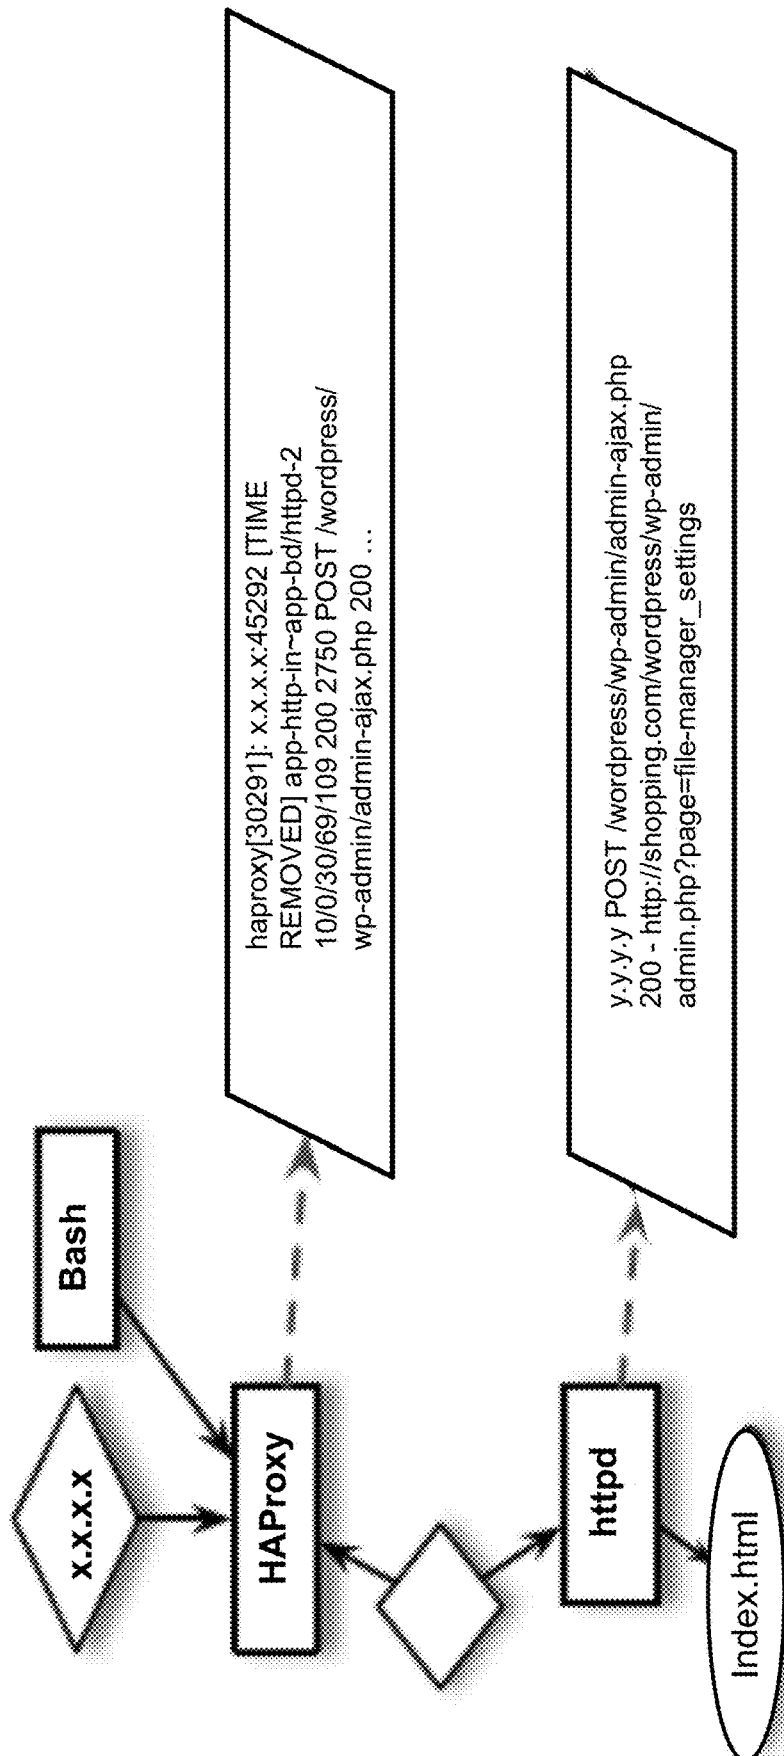 x.x.x.x
Bash
HAProxy
haproxy[30291]: x.x.x.x:45292 [TIME
REMOVED] app-http-in~app-bd/httpd-2
10/0/30/69/109 200 2750 POST /wordpress/
wp-admin/admin-ajax.php 200 ...
httpd
y.y.y.y POST /wordpress/wp-admin/admin-ajax.php
200 - http://shopping.com/wordpress/wp-admin/
admin.php?page=file-manager_settings
Index.html